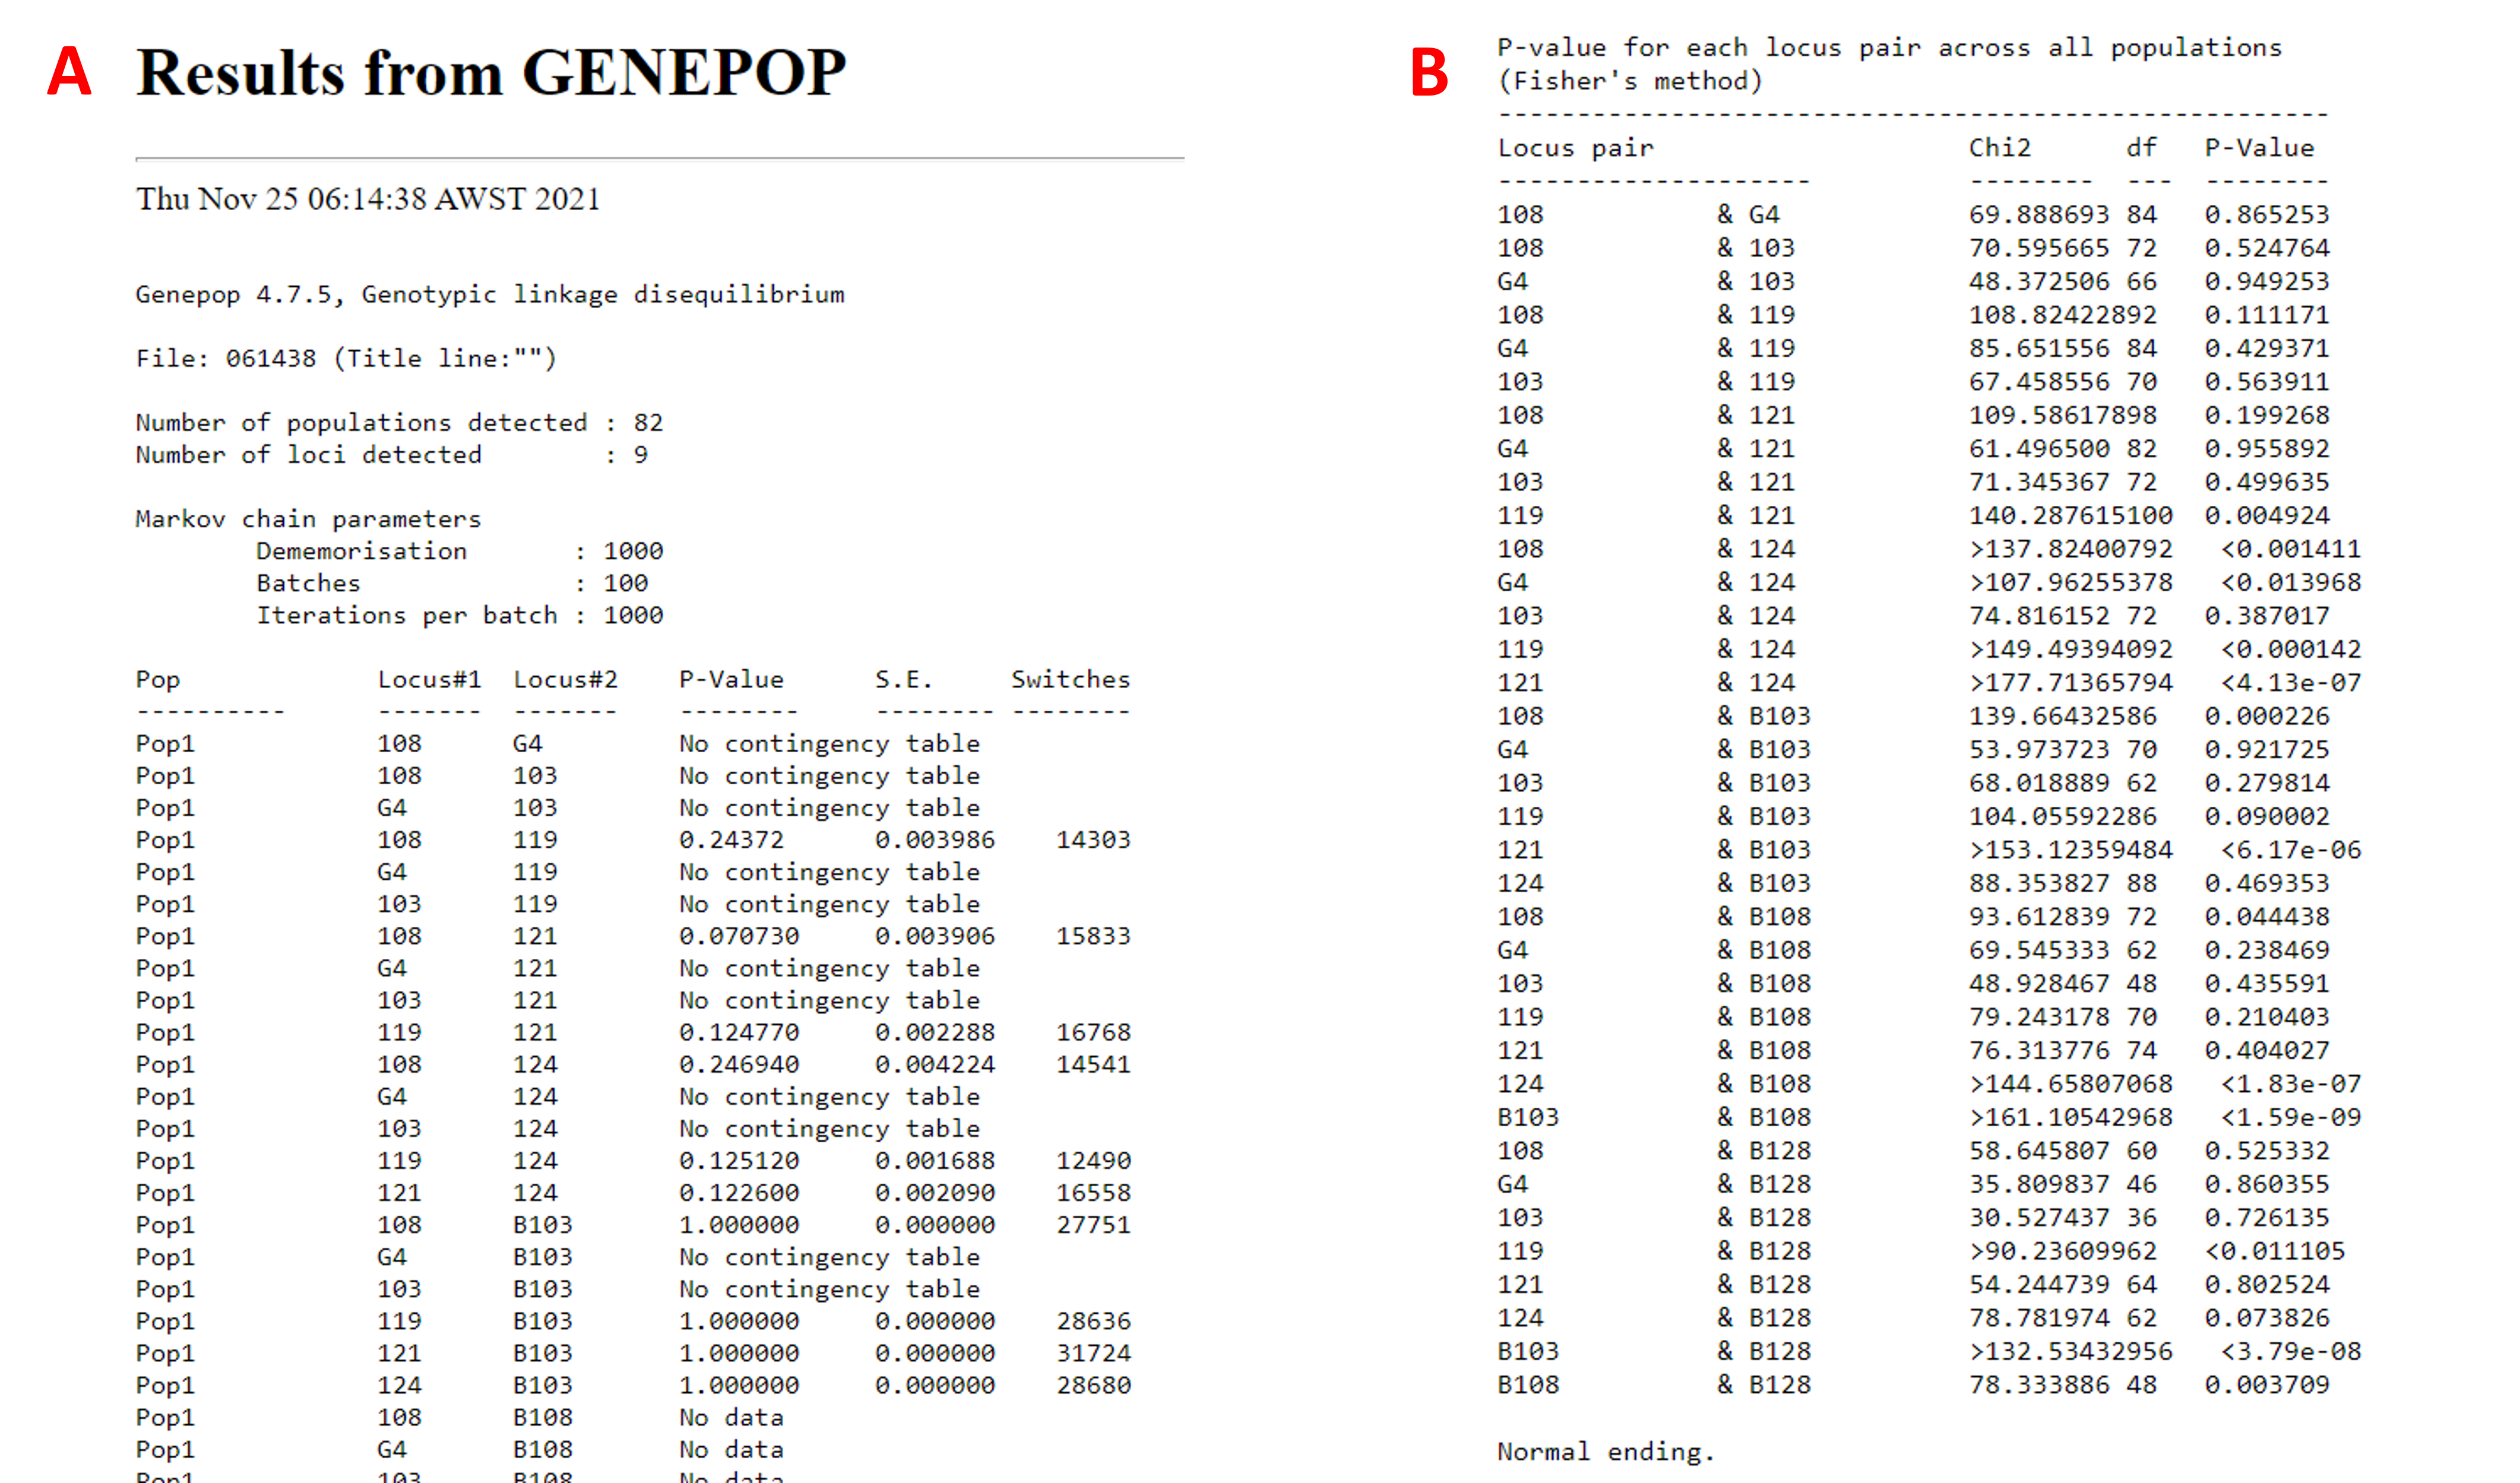 A
Results from GENEPOP
Thu Nov 25 06:14:38 AWST 2021
Genepop 4.7.5, Genotypic linkage disequilibrium
File: 061438 (Title line:"")
Number of populations detected : 82
Number of loci detected : 9
Markov chain parameters
Dememorisation : 1000
Batches : 100
Iterations per batch : 1000
Pop Locus#1 Locus#2 P-Value S.E. Switches
---------- ------- ------- -------- -------- --------
Pop1 108 G4 No contingency table
Pop1 108 103 No contingency table
Pop1 G4 103 No contingency table
Pop1 108 119 0.24372 0.003986 14303
Pop1 G4 119 No contingency table
Pop1 103 119 No contingency table
Pop1 108 121 0.070730 0.003906 15833
Pop1 G4 121 No contingency table
Pop1 103 121 No contingency table
Pop1 119 121 0.124770 0.002288 16768
Pop1 108 124 0.246940 0.004224 14541
Pop1 G4 124 No contingency table
Pop1 103 124 No contingency table
Pop1 119 124 0.125120 0.001688 12490
Pop1 121 124 0.122600 0.002090 16558
Pop1 108 B103 1.000000 0.000000 27751
Pop1 G4 B103 No contingency table
Pop1 103 B103 No contingency table
Pop1 119 B103 1.000000 0.000000 28636
Pop1 121 B103 1.000000 0.000000 31724
Pop1 124 B103 1.000000 0.000000 28680
Pop1 108 B108 No data
Pop1 G4 B108 No data
Pop1 103 B108 No data
B
P-value for each locus pair across all populations
(Fisher's method)
-----------------------------------------------------
Locus pair Chi2 df P-Value
-------------------- -------- --- --------
108 & G4 69.888693 84 0.865253
108 & 103 70.595665 72 0.524764
G4 & 103 48.372506 66 0.949253
108 & 119 108.82422892 0.111171
G4 & 119 85.651556 84 0.429371
103 & 119 67.458556 70 0.563911
108 & 121 109.58617898 0.199268
G4 & 121 61.496500 82 0.955892
103 & 121 71.345367 72 0.499635
119 & 121 140.287615100 0.004924
108 & 124 >137.82400792 <0.001411
G4 & 124 >107.96255378 <0.013968
103 & 124 74.816152 72 0.387017
119 & 124 >149.49394092 <0.000142
121 & 124 >177.71365794 <4.13e-07
108 & B103 139.66432586 0.000226
G4 & B103 53.973723 70 0.921725
103 & B103 68.018889 62 0.279814
119 & B103 104.05592286 0.090002
121 & B103 >153.12359484 <6.17e-06
124 & B103 88.353827 88 0.469353
108 & B108 93.612839 72 0.044438
G4 & B108 69.545333 62 0.238469
103 & B108 48.928467 48 0.435591
119 & B108 79.243178 70 0.210403
121 & B108 76.313776 74 0.404027
124 & B108 >144.65807068 <1.83e-07
B103 & B108 >161.10542968 <1.59e-09
108 & B128 58.645807 60 0.525332
G4 & B128 35.809837 46 0.860355
103 & B128 30.527437 36 0.726135
119 & B128 >90.23609962 <0.011105
121 & B128 54.244739 64 0.802524
124 & B128 78.781974 62 0.073826
B103 & B128 >132.53432956 <3.79e-08
B108 & B128 78.333886 48 0.003709
Normal ending.